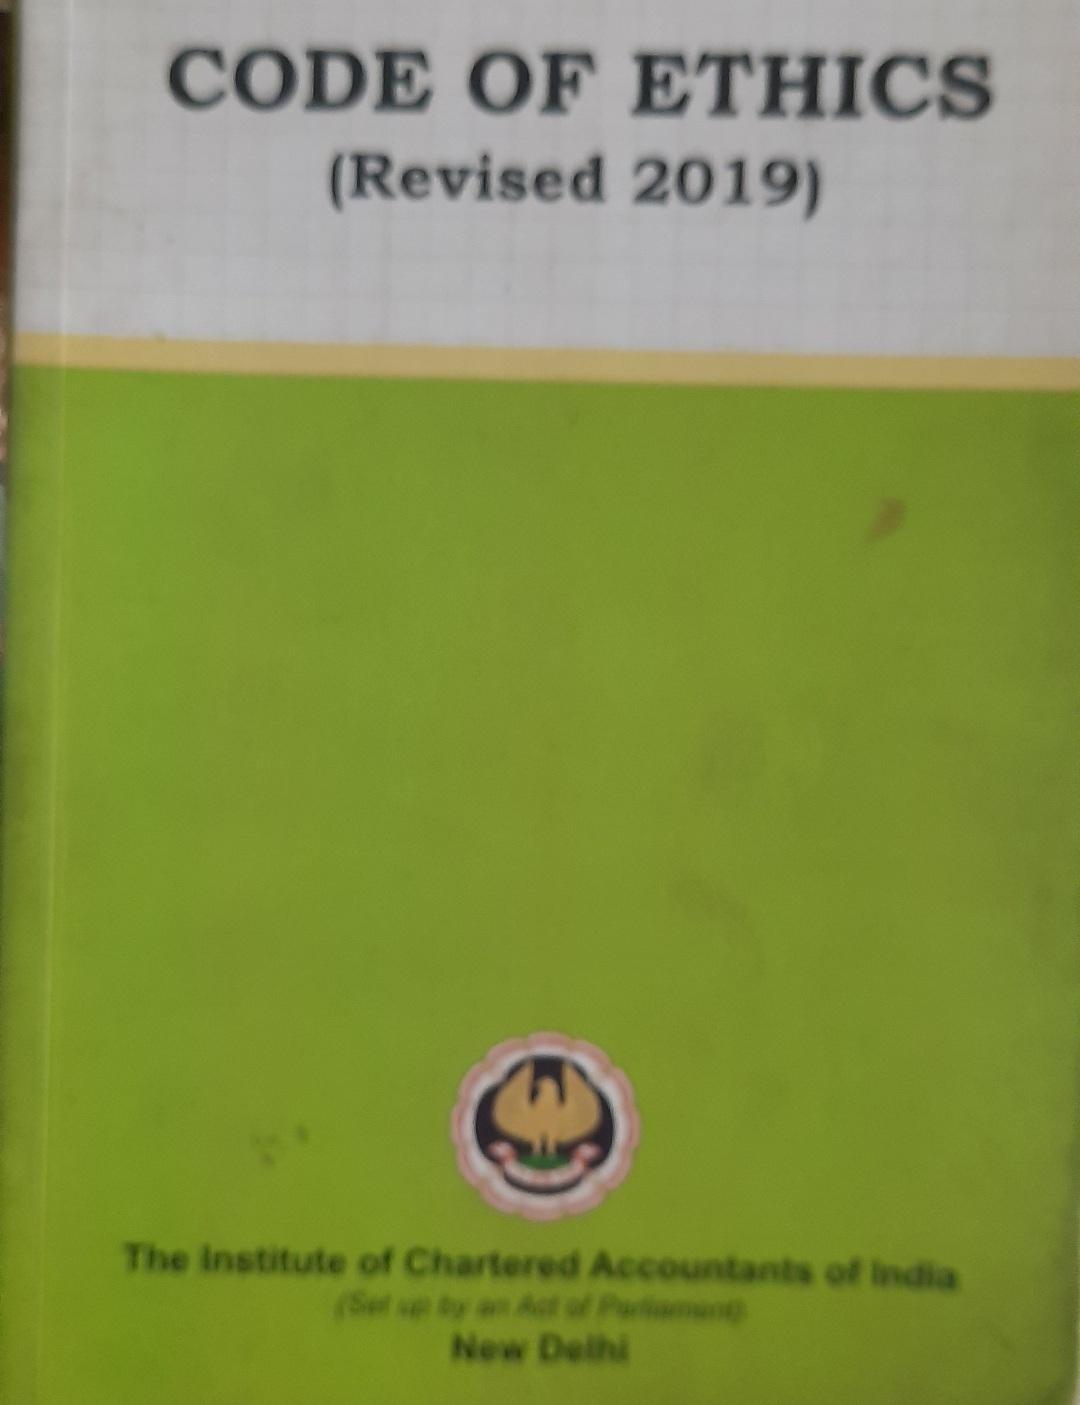 CODE OF ETHICS
(Revised 2019)
The Institute of Chartered Accountants of India
(Set up by an Act of Parliament)
New Delhi